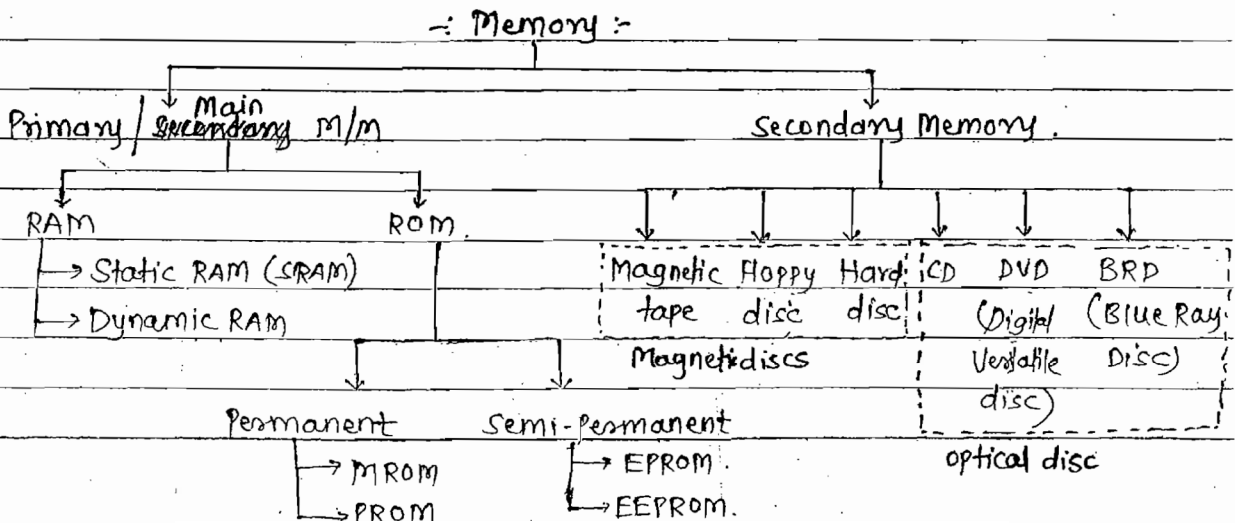 -: Memory :-
Main
Primary / secondary M/M
Secondary Memory.
RAM
ROM.
Static RAM (SRAM)
Dynamic RAM
Magnetic Floppy Hard CD DVD BRD
tape disc disc (Digital (Blue Ray
Magnetic discs Versatile Disc)
disc)
optical disc
Permanent
MROM
PROM
Semi-Permanent
EPROM.
EEPROM.